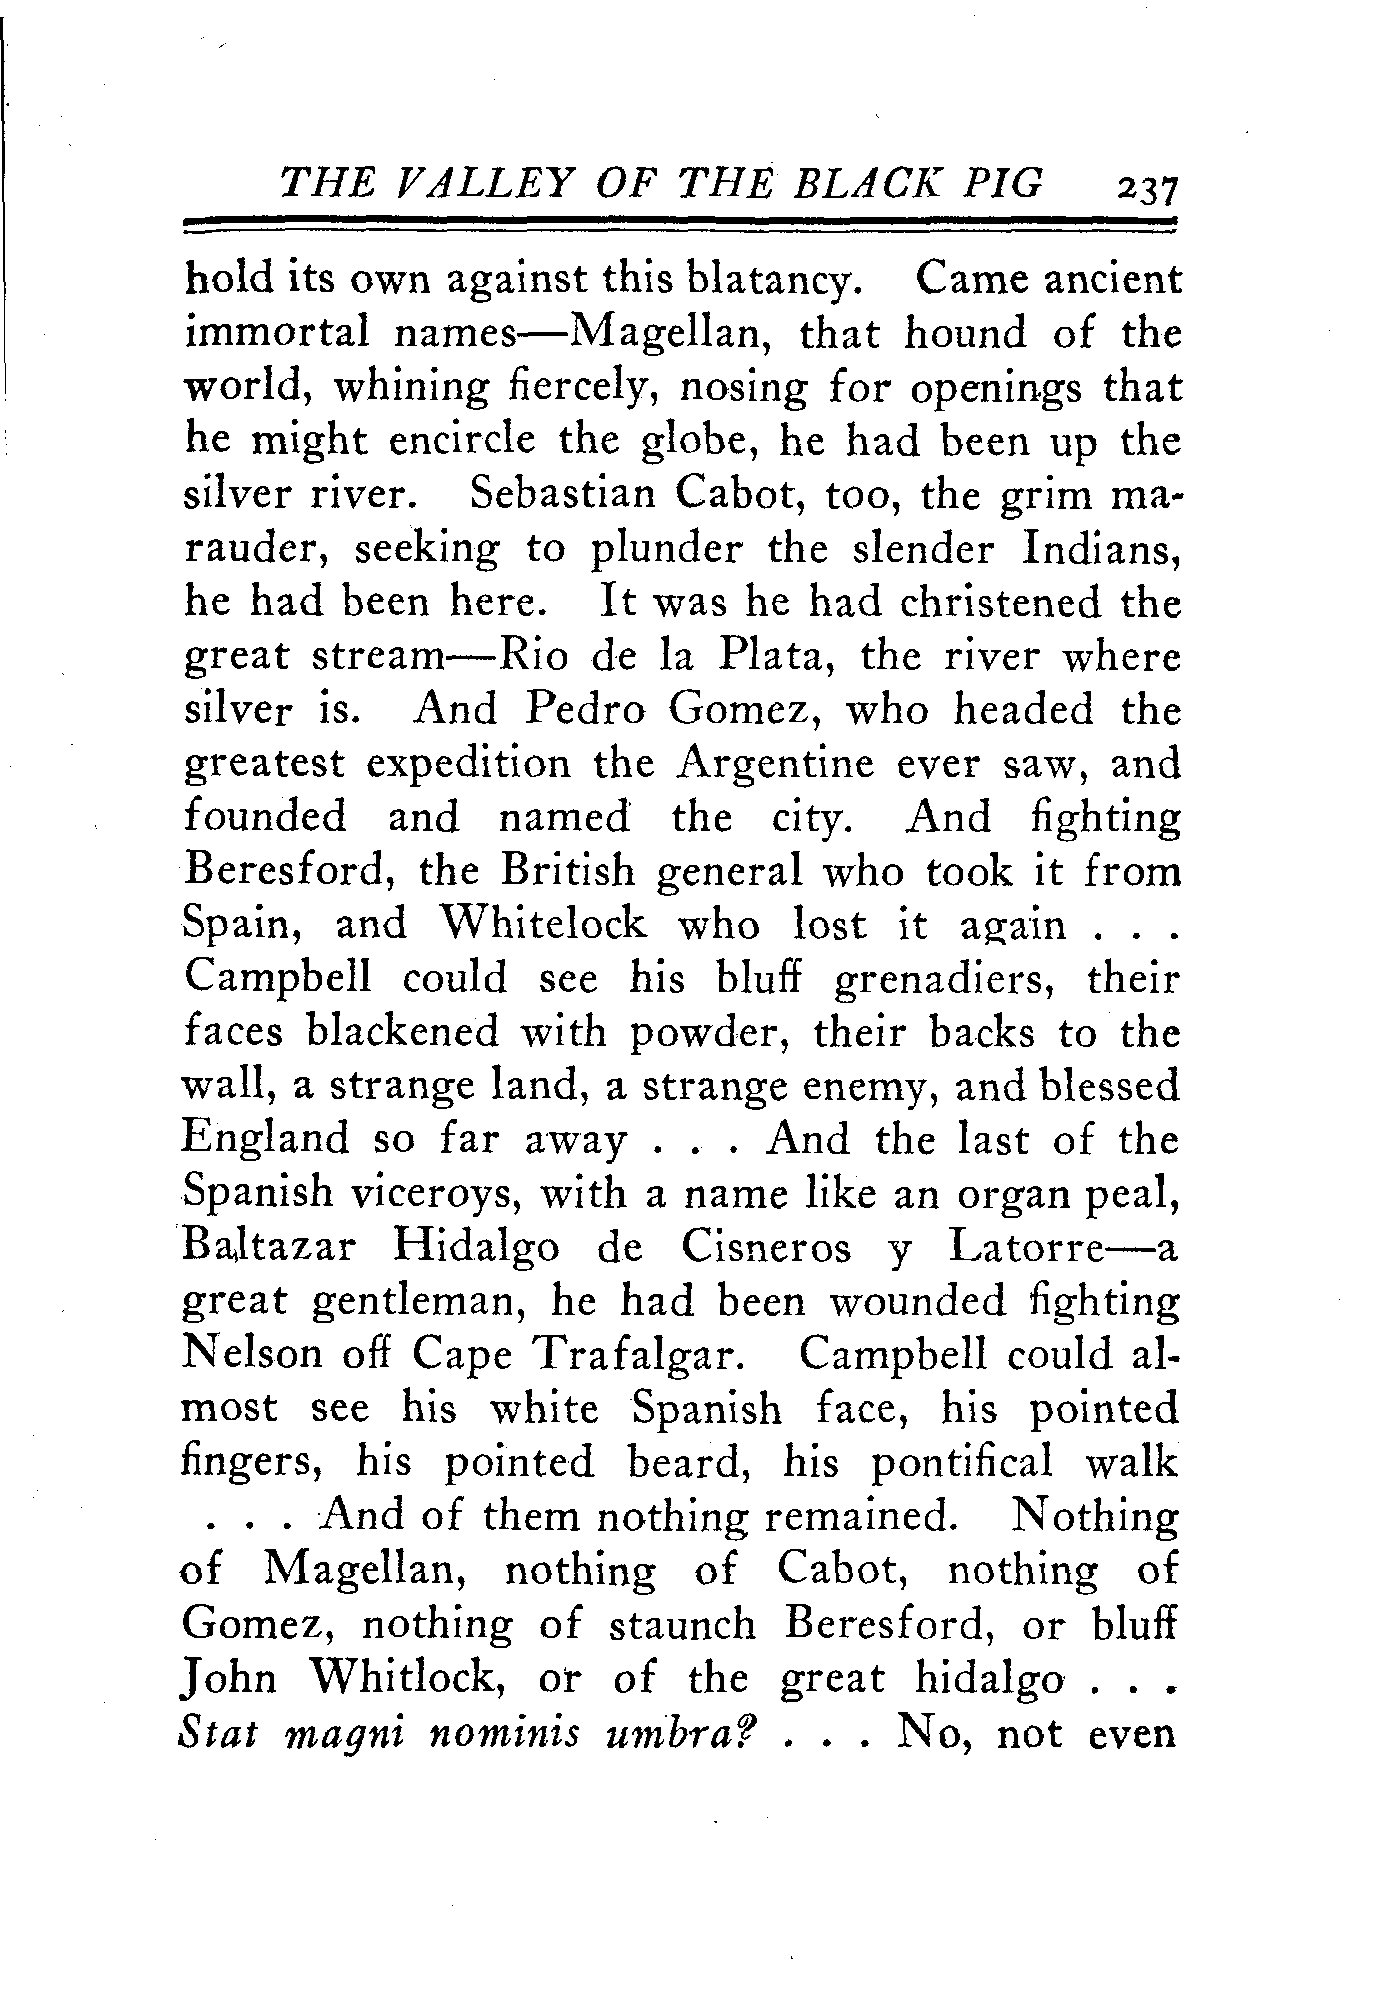 THE VALLEY OF THE BLACK PIG 237
hold its own against this blatancy. Came ancient
immortal names—Magellan, that hound of the
world, whining fiercely, nosing for openings that
he might encircle the globe, he had been up the
silver river. Sebastian Cabot, too, the grim ma-
rauder, seeking to plunder the slender Indians,
he had been here. It was he had christened the
great stream—Rio de la Plata, the river where
silver is. And Pedro Gomez, who headed the
greatest expedition the Argentine ever saw, and
founded and named the city. And fighting
Beresford, the British general who took it from
Spain, and Whitelock who lost it again . . .
Campbell could see his bluff grenadiers, their
faces blackened with powder, their backs to the
wall, a strange land, a strange enemy, and blessed
England so far away . . . And the last of the
Spanish viceroys, with a name like an organ peal,
Baltazar Hidalgo de Cisneros y Latorre—a
great gentleman, he had been wounded fighting
Nelson off Cape Trafalgar. Campbell could al-
most see his white Spanish face, his pointed
fingers, his pointed beard, his pontifical walk
. . . And of them nothing remained. Nothing
of Magellan, nothing of Cabot, nothing of
Gomez, nothing of staunch Beresford, or bluff
John Whitlock, or of the great hidalgo . . .
Stat magni nominis umbra? . . . No, not even